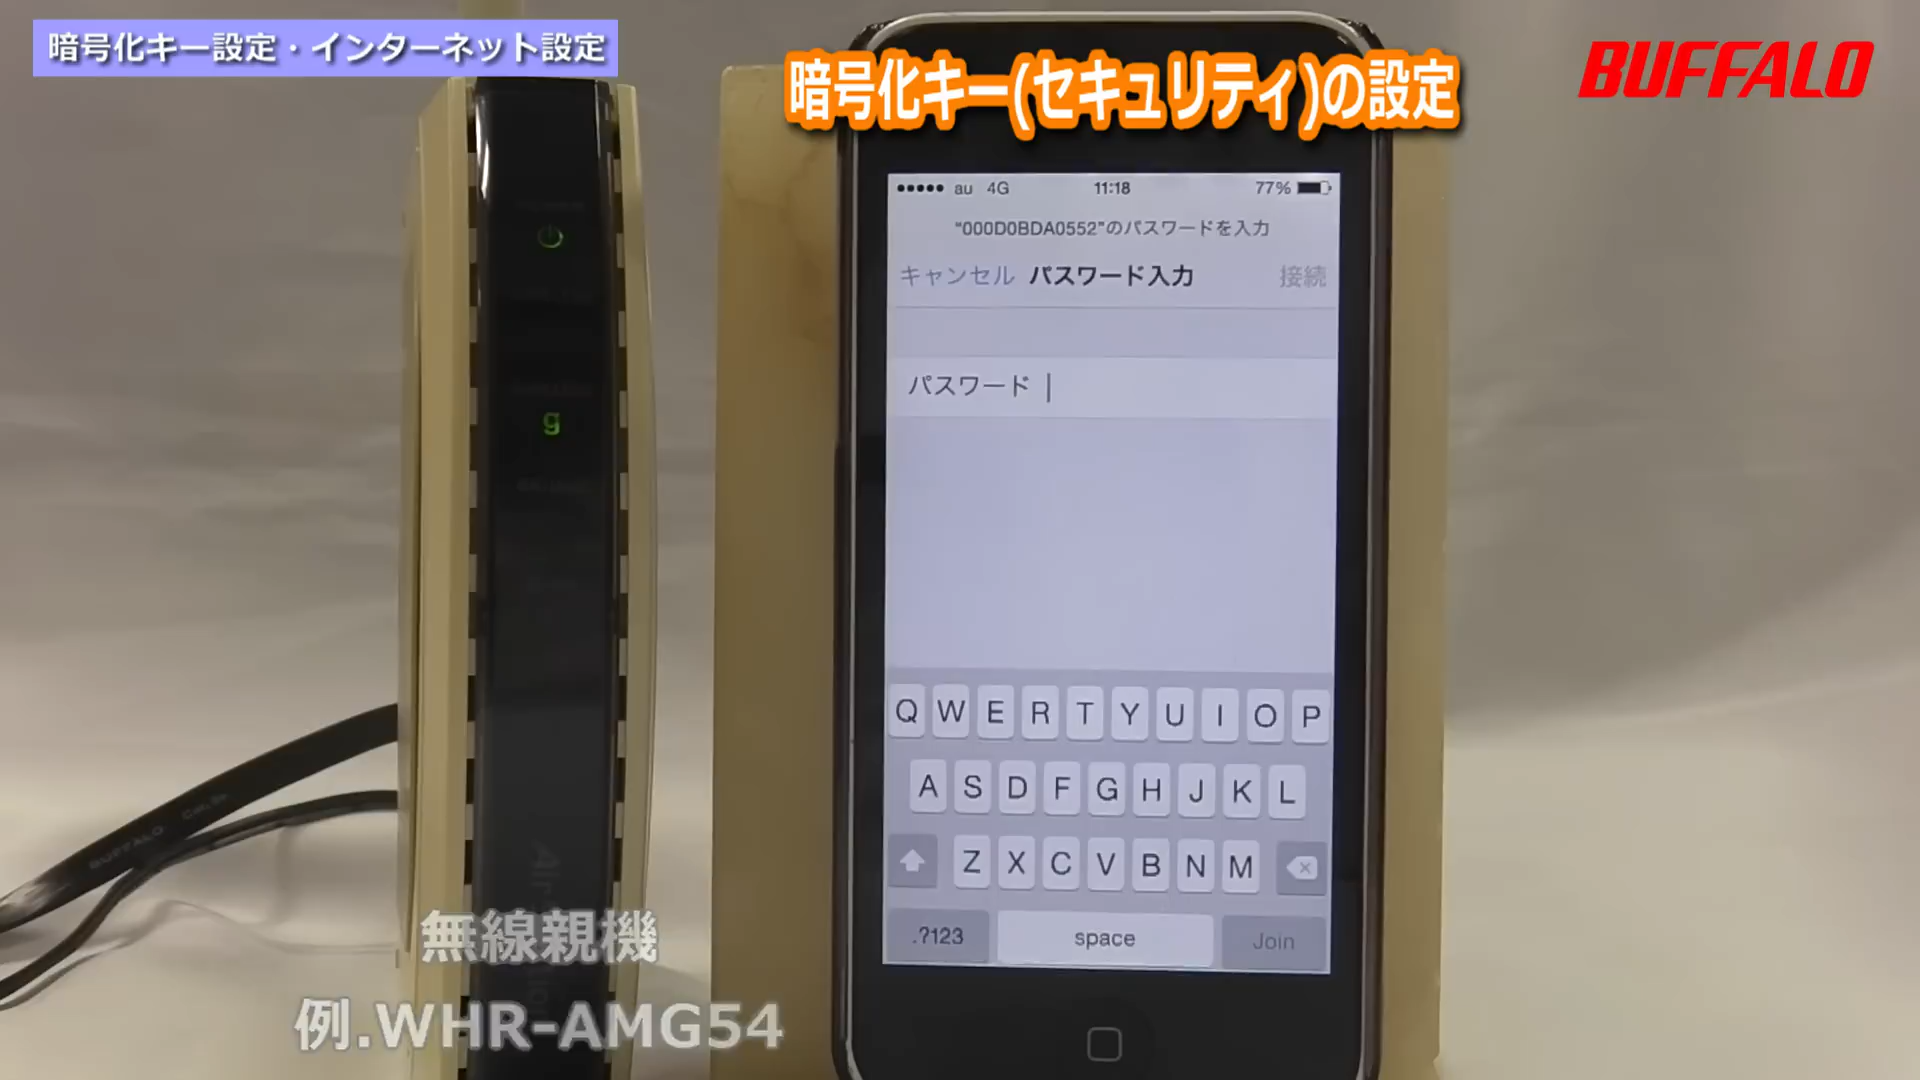 暗号化キー設定・インターネット設定
暗号化キー(セキュリティ)の設定
BUFFALO
au 4G 11:18 77%
“000D0BDA0552”のパスワードを入力
キャンセル パスワード入力 接続
パスワード
g
Q W E R T Y U I O P
A S D F G H J K L
Z X C V B N M
.?123 space Join
BUFFALO
無線親機
例.WHR-AMG54